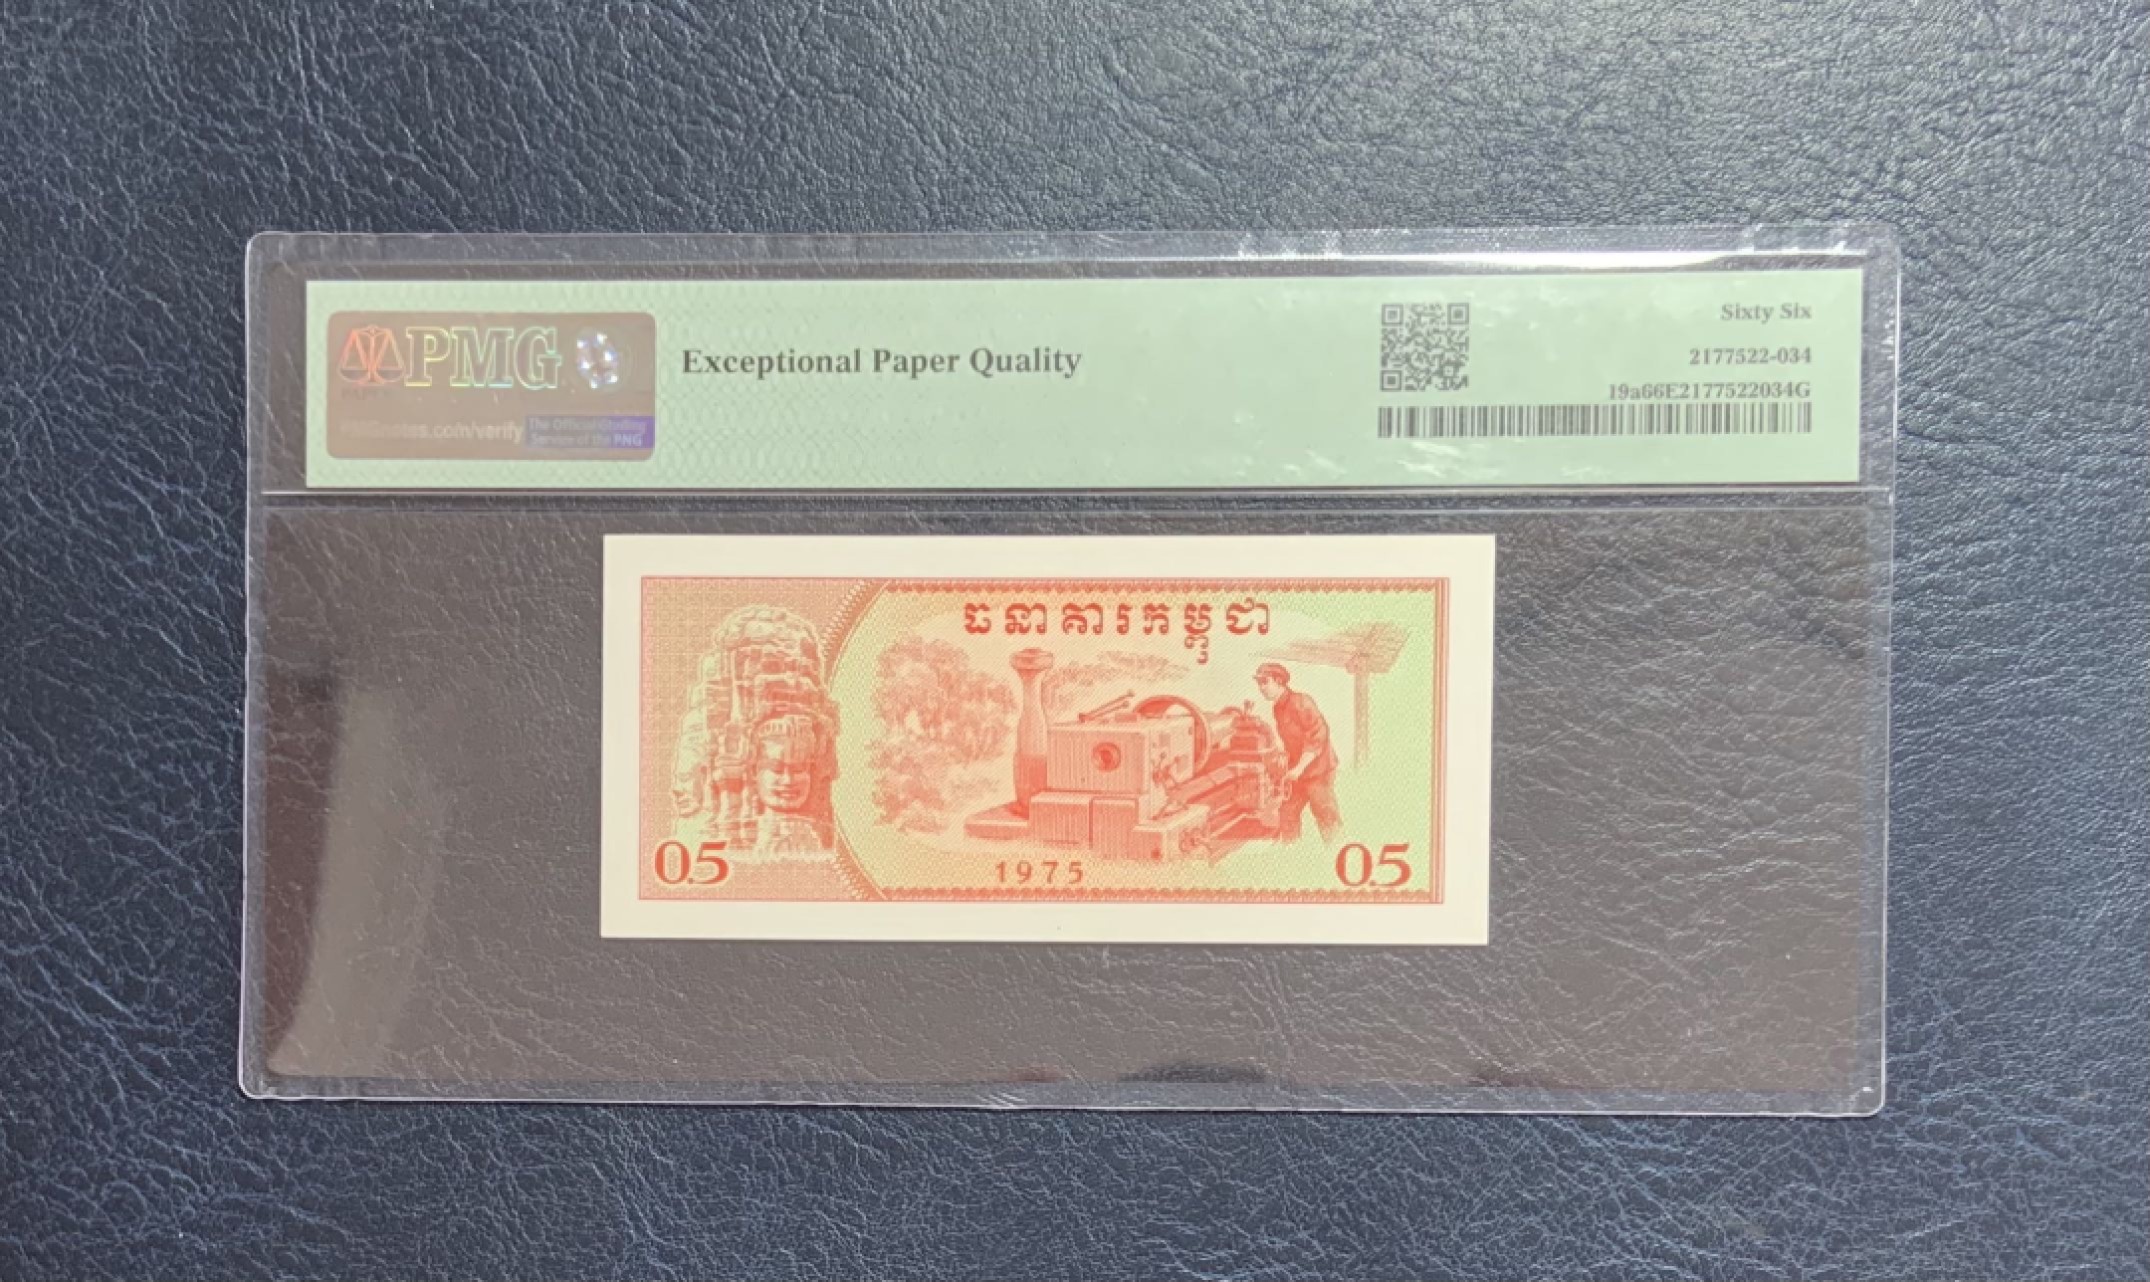 PMG
PMGnotes.com/verify
The Official Grading
Service of the PNG
Exceptional Paper Quality
Sixty Six
2177522-034
19a66E2177522034G
ធនាគារកម្ពុជា
0.5
1975
0.5